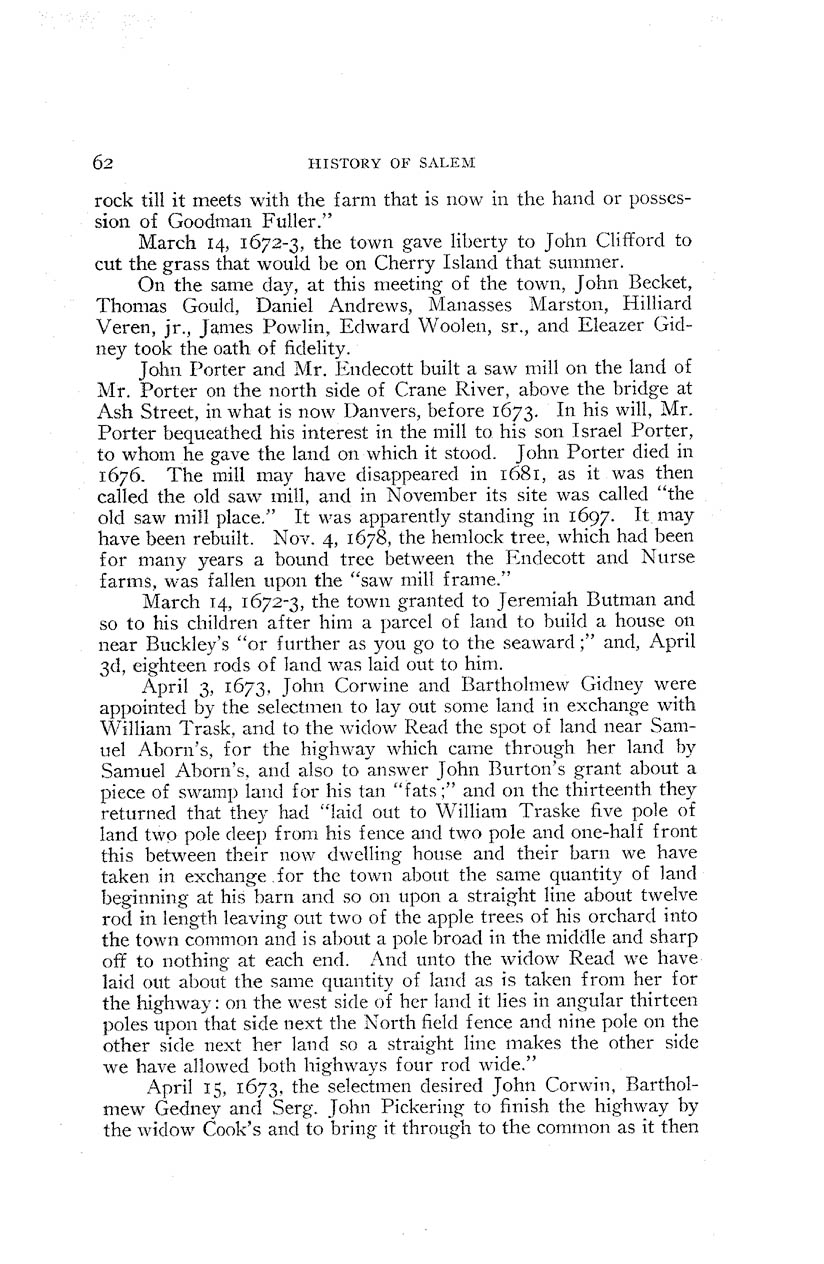 62 HISTORY OF SALEM
rock till it meets with the farm that is now in the hand or posses-
sion of Goodman Fuller."
March 14, 1672-3, the town gave liberty to John Clifford to
cut the grass that would be on Cherry Island that summer.
On the same day, at this meeting of the town, John Becket,
Thomas Gould, Daniel Andrews, Manasses Marston, Hilliard
Veren, jr., James Powlin, Edward Woolen, sr., and Eleazer Gid-
ney took the oath of fidelity.
John Porter and Mr. Endecott built a saw mill on the land of
Mr. Porter on the north side of Crane River, above the bridge at
Ash Street, in what is now Danvers, before 1673. In his will, Mr.
Porter bequeathed his interest in the mill to his son Israel Porter,
to whom he gave the land on which it stood. John Porter died in
1676. The mill may have disappeared in 1681, as it was then
called the old saw mill, and in November its site was called "the
old saw mill place." It was apparently standing in 1697. It may
have been rebuilt. Nov. 4, 1678, the hemlock tree, which had been
for many years a bound tree between the Endecott and Nurse
farms, was fallen upon the "saw mill frame."
March 14, 1672-3, the town granted to Jeremiah Butman and
so to his children after him a parcel of land to build a house on
near Buckley's "or further as you go to the seaward;" and, April
3d, eighteen rods of land was laid out to him.
April 3, 1673, John Corwine and Bartholmew Gidney were
appointed by the selectmen to lay out some land in exchange with
William Trask, and to the widow Read the spot of land near Sam-
uel Aborn's, for the highway which came through her land by
Samuel Aborn's, and also to answer John Burton's grant about a
piece of swamp land for his tan "fats;" and on the thirteenth they
returned that they had "laid out to William Traske five pole of
land two pole deep from his fence and two pole and one-half front
this between their now dwelling house and their barn we have
taken in exchange for the town about the same quantity of land
beginning at his barn and so on upon a straight line about twelve
rod in length leaving out two of the apple trees of his orchard into
the town common and is about a pole broad in the middle and sharp
off to nothing at each end. And unto the widow Read we have
laid out about the same quantity of land as is taken from her for
the highway: on the west side of her land it lies in angular thirteen
poles upon that side next the North field fence and nine pole on the
other side next her land so a straight line makes the other side
we have allowed both highways four rod wide."
April 15, 1673, the selectmen desired John Corwin, Barthol-
mew Gedney and Serg. John Pickering to finish the highway by
the widow Cook's and to bring it through to the common as it then